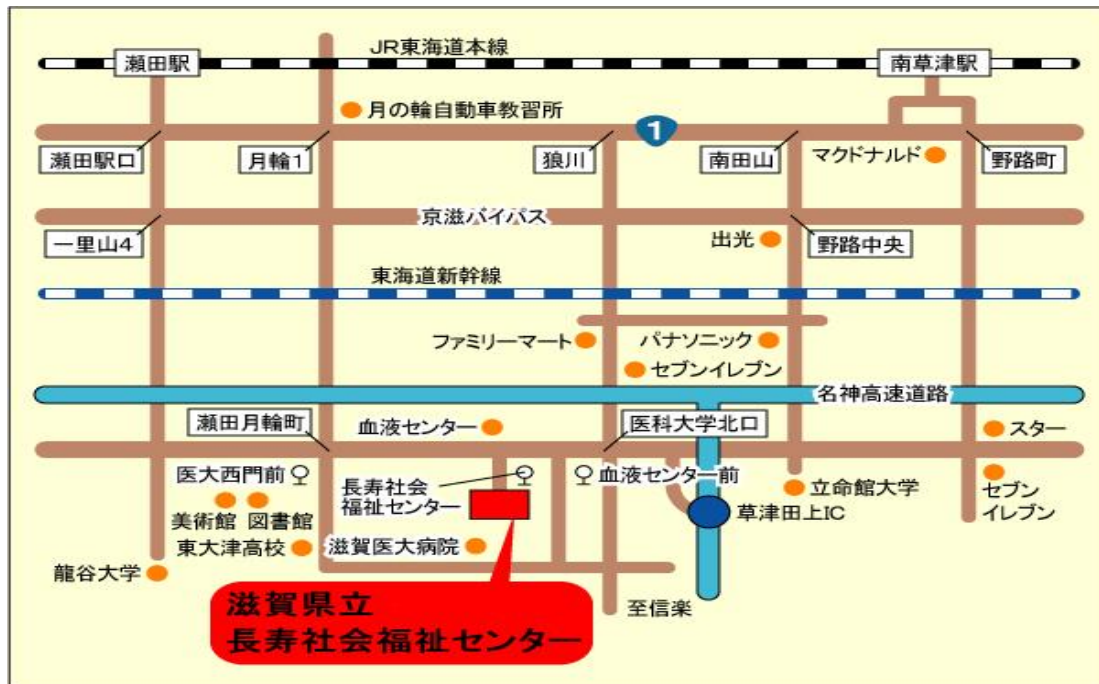 JR東海道本線
瀬田駅
南草津駅
月の輪自動車教習所
1
瀬田駅口
月輪1
狼川
南田山
マクドナルド
野路町
京滋バイパス
一里山4
出光
野路中央
東海道新幹線
ファミリーマート
パナソニック
セブンイレブン
名神高速道路
瀬田月輪町
血液センター
医科大学北口
スター
医大西門前
長寿社会
福祉センター
血液センター前
立命館大学
セブン
イレブン
美術館
図書館
草津田上IC
東大津高校
滋賀医大病院
龍谷大学
至信楽
滋賀県立
長寿社会福祉センター